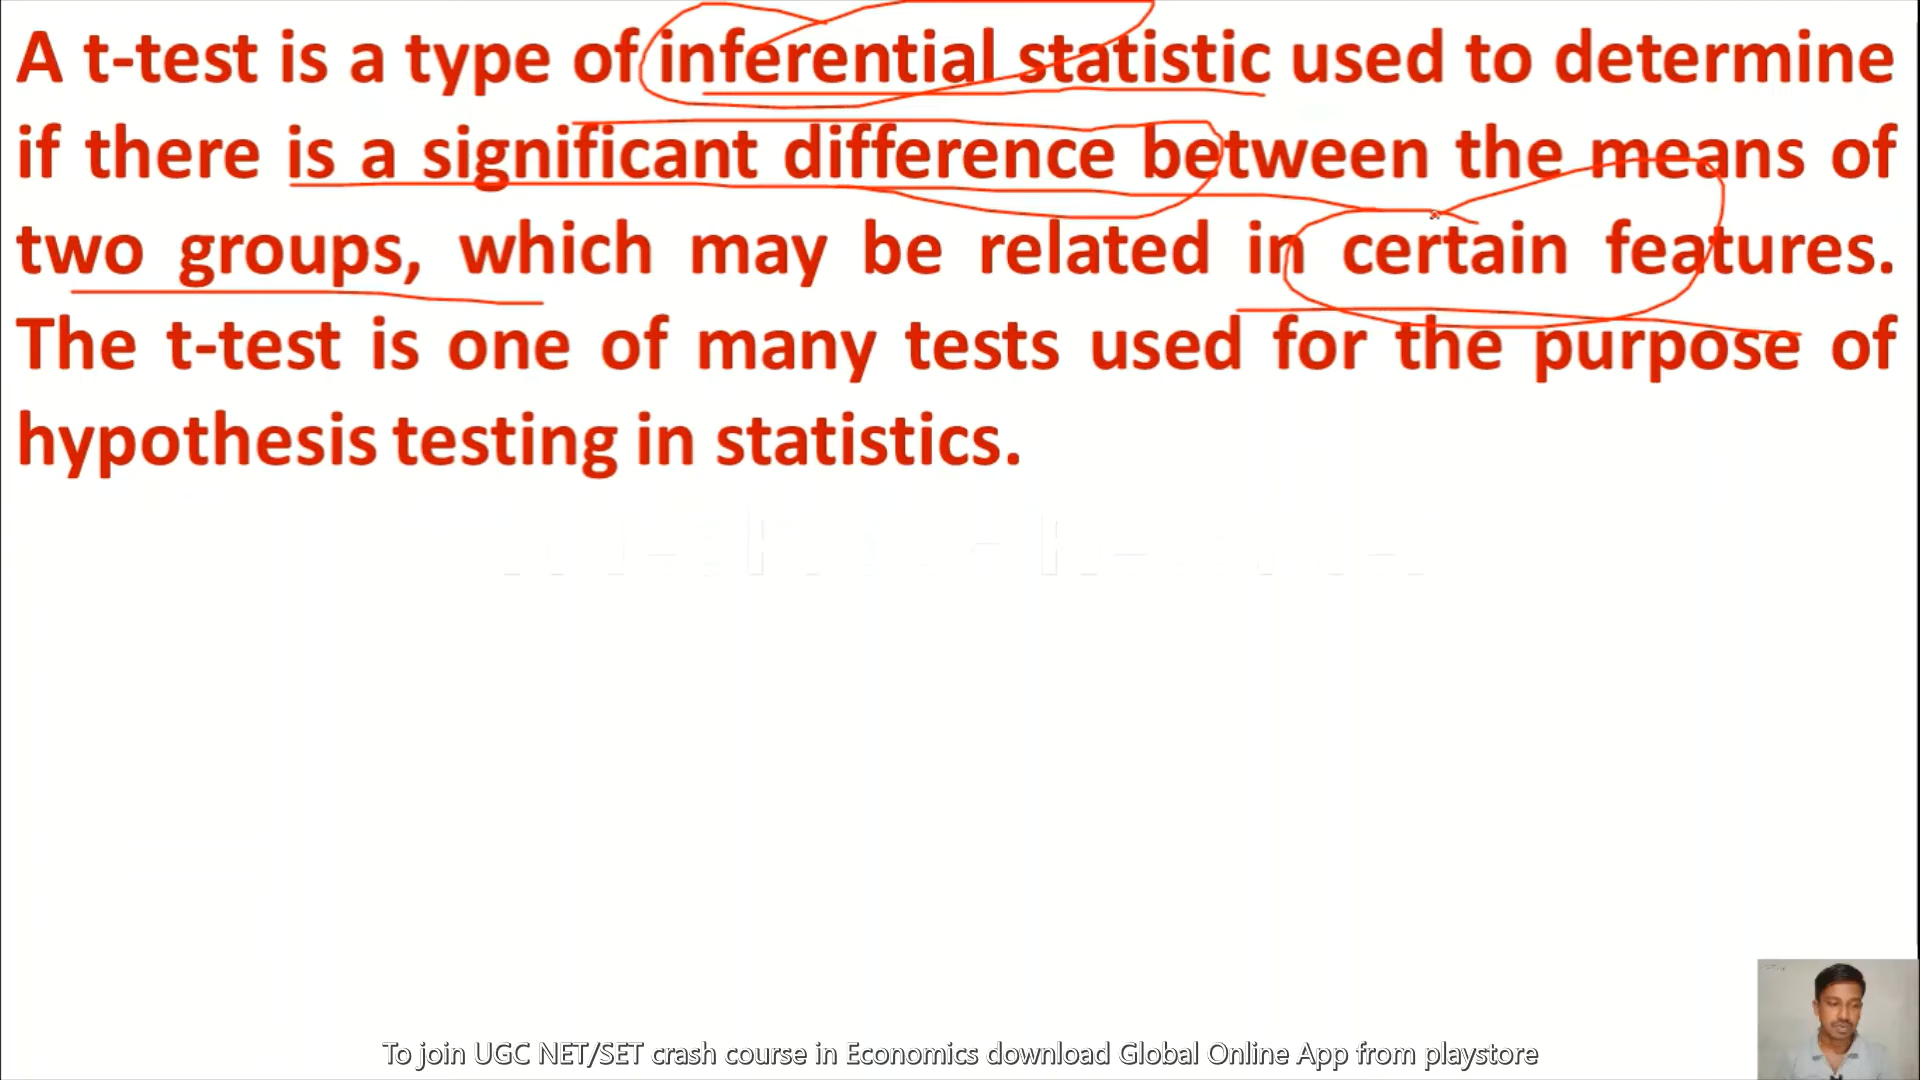 A t-test is a type of inferential statistic used to determine
if there is a significant difference between the means of
two groups, which may be related in certain features.
The t-test is one of many tests used for the purpose of
hypothesis testing in statistics.
To join UGC NET/SET crash course in Economics download Global Online App from playstore